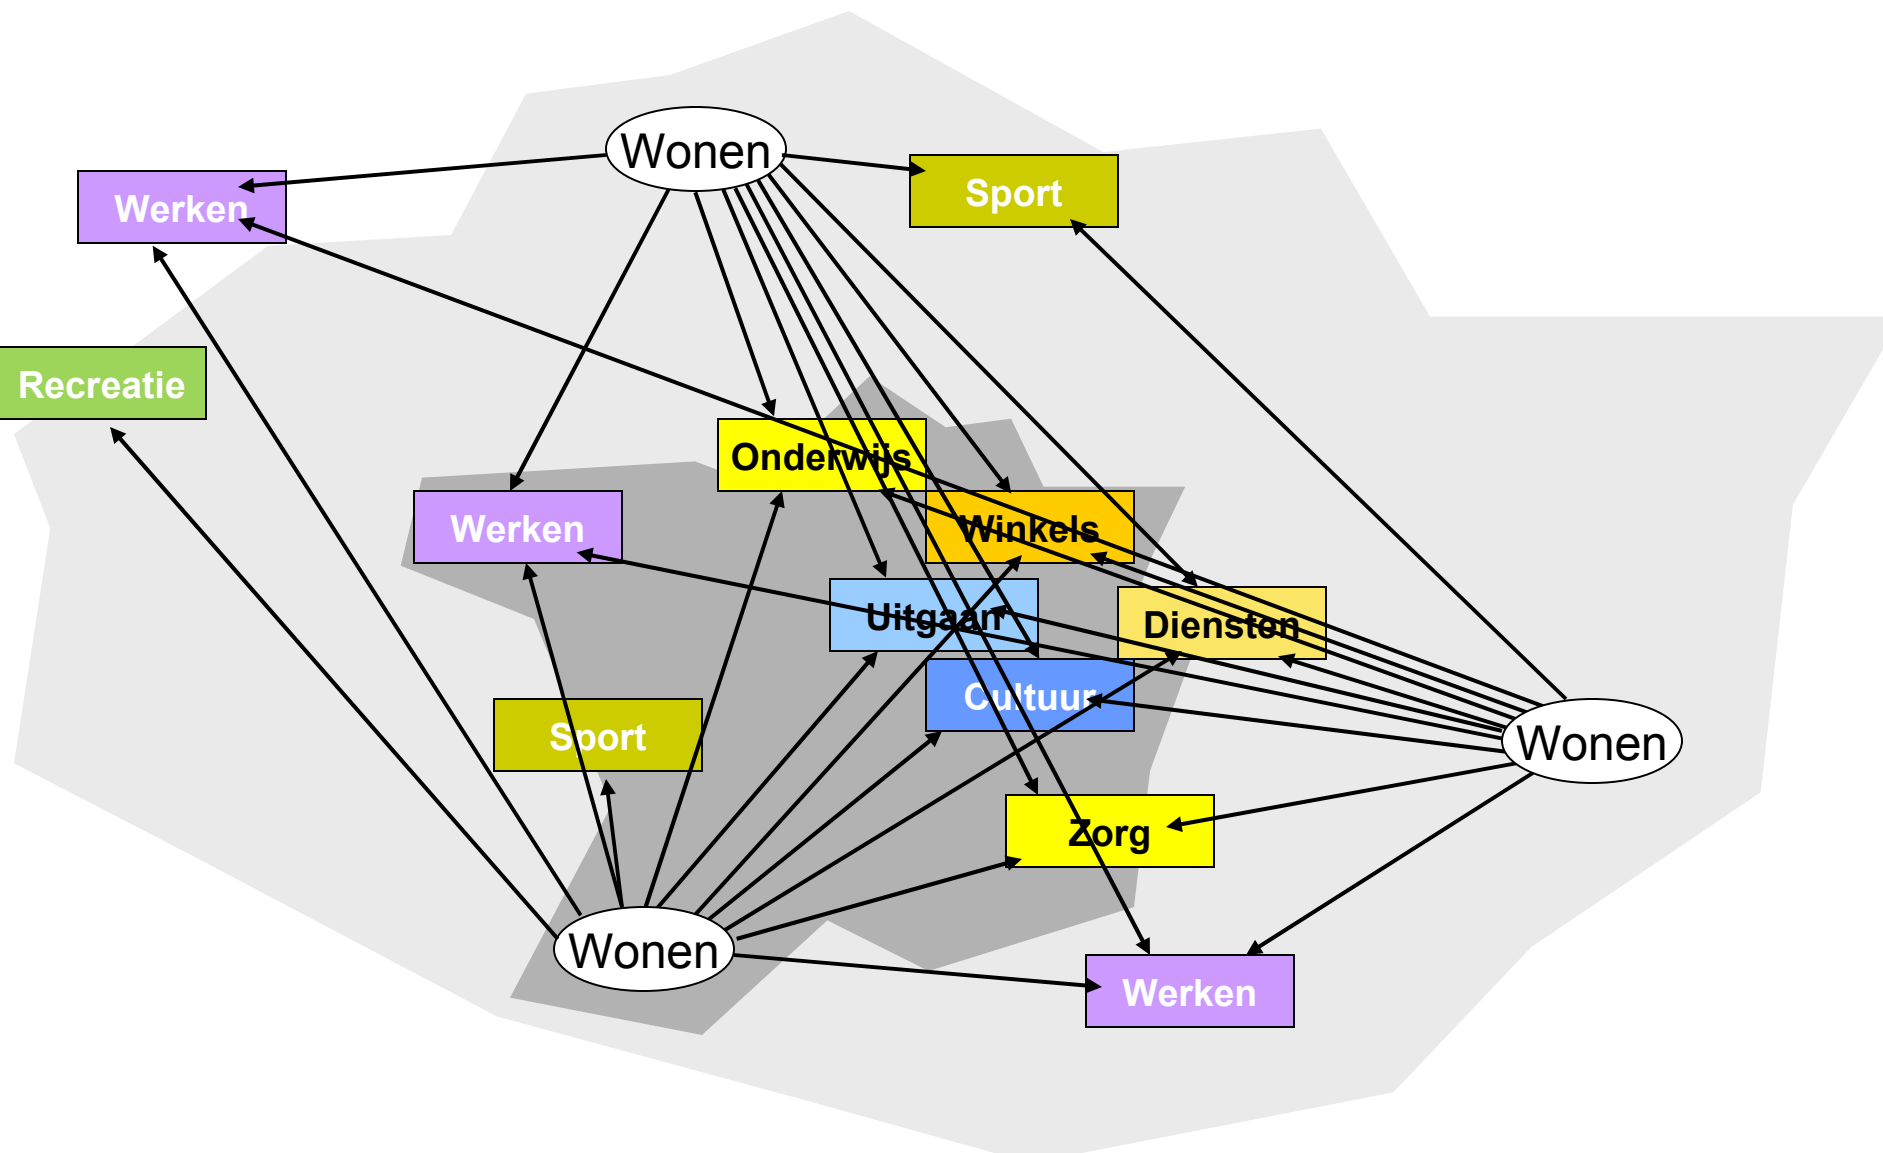 Wonen
Sport
Werken
Recreatie
Onderwijs
Werken
Winkels
Uitgaan
Diensten
Cultuur
Sport
Wonen
Zorg
Wonen
Werken